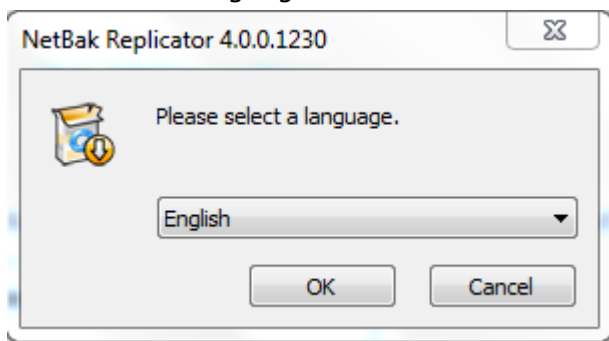 NetBak Replicator 4.0.0.1230
Please select a language.
English
OK
Cancel